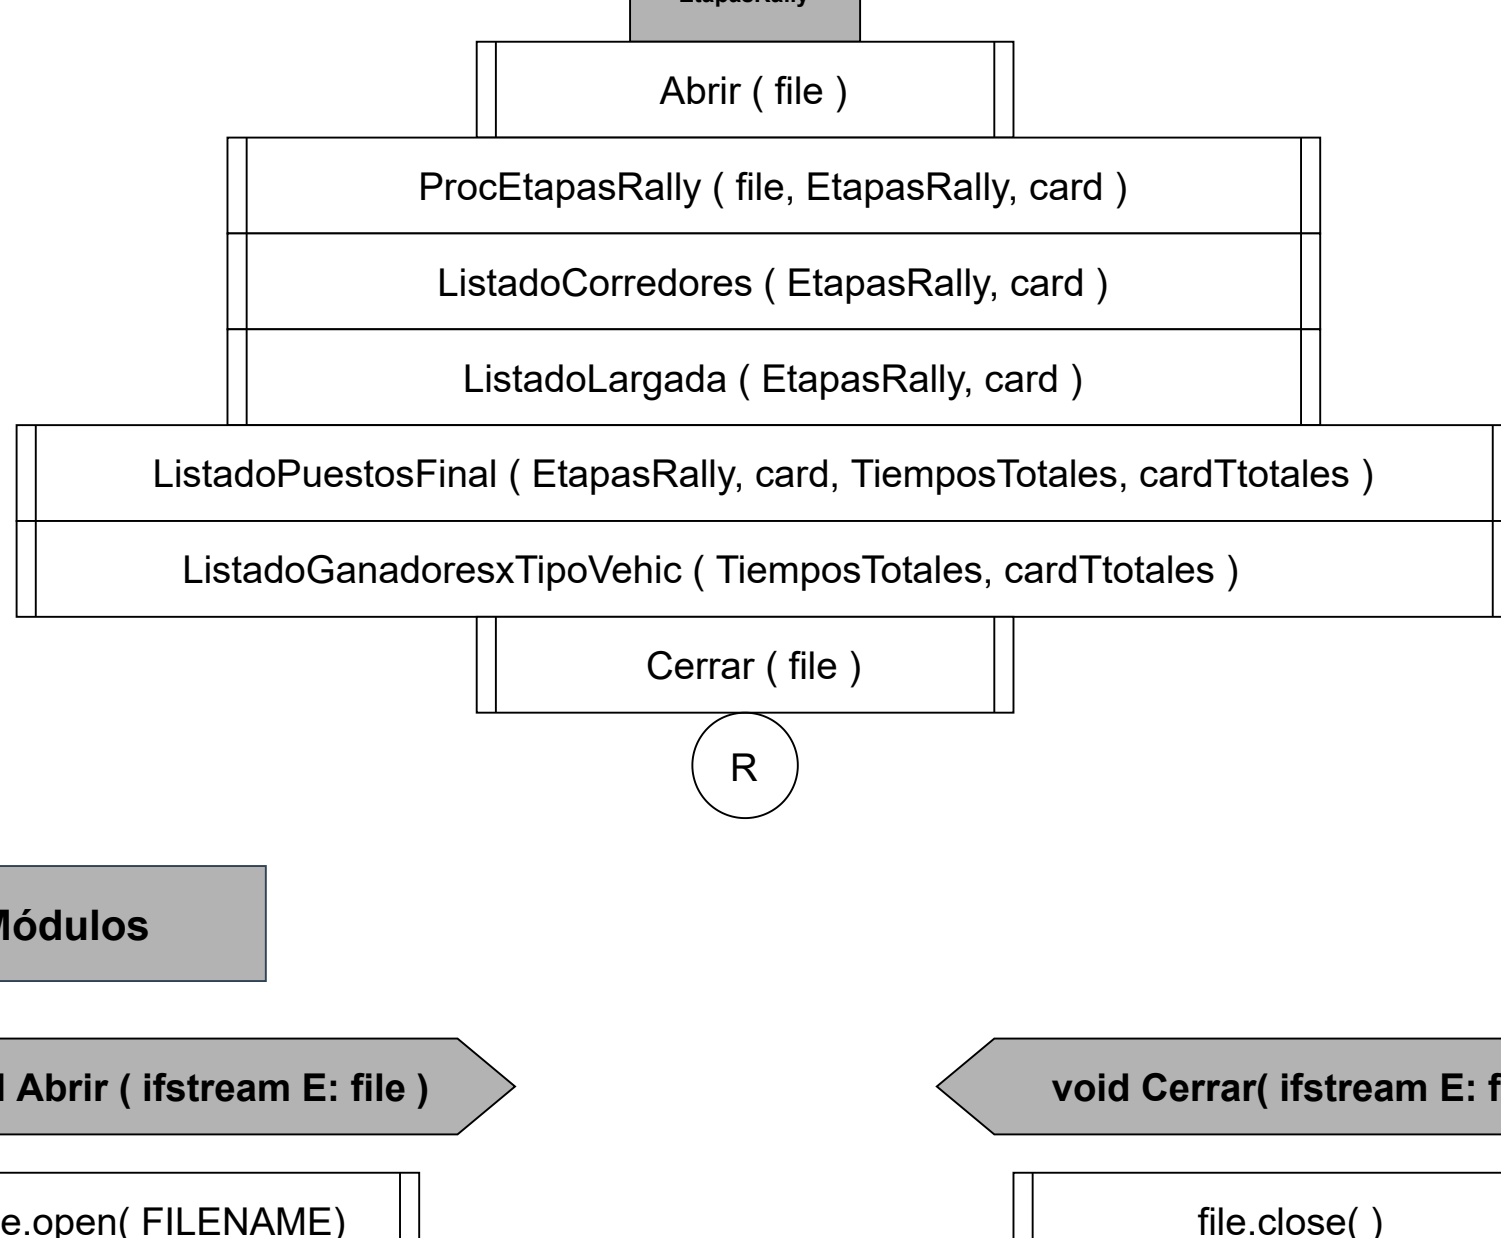 EtapasRally
Abrir ( file )
ProcEtapasRally ( file, EtapasRally, card )
ListadoCorredores ( EtapasRally, card )
ListadoLargada ( EtapasRally, card )
ListadoPuestosFinal ( EtapasRally, card, TiemposTotales, cardTtotales )
ListadoGanadoresxTipoVehic ( TiemposTotales, cardTtotales )
Cerrar ( file )
R
Módulos
Abrir ( ifstream E: file )
void Cerrar( ifstream E: f
e.open( FILENAME)
file.close( )